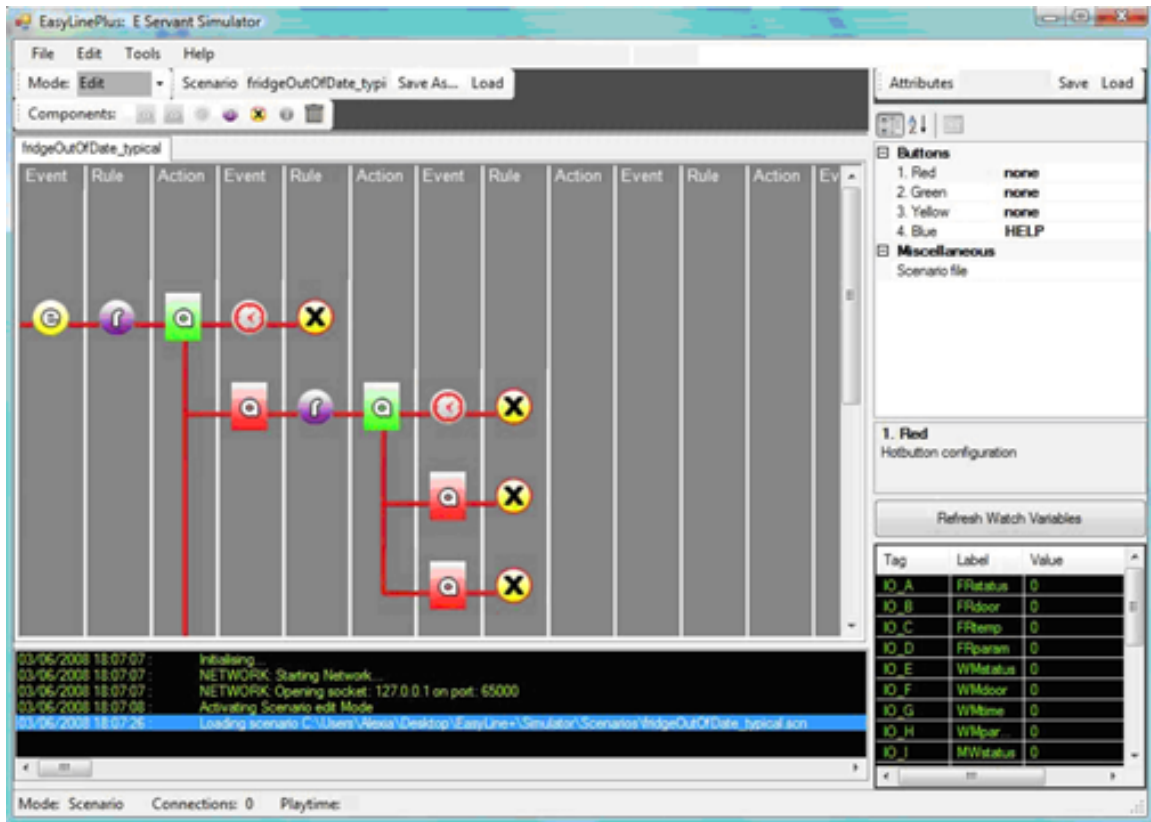 EasyLinePlus: E Servant Simulator
File Edit Tools Help
Mode: Edit Scenario fridgeOutOfDate_typi Save As... Load
Components:
fridgeOutOfDate_typical
Event Rule Action Event Rule Action Event Rule Action Event Rule Action Ev
e r a X
a r a X
a X
a X
Attributes Save Load
Buttons
1. Red none
2. Green none
3. Yellow none
4. Blue HELP
Miscellaneous
Scenario file
1. Red
Hotbutton configuration
Refresh Watch Variables
Tag Label Value
IO_A FRstatus 0
IO_B FRdoor 0
IO_C FRtemp 0
IO_D FRparam 0
IO_E WMstatus 0
IO_F WMdoor 0
IO_G WMtime 0
IO_H WMpar... 0
IO_I MWstatus 0
03/06/2008 18:07:07 : Initialising...
03/06/2008 18:07:07 : NETWORK: Starting Network...
03/06/2008 18:07:07 : NETWORK: Opening socket: 127.0.0.1 on port: 65000
03/06/2008 18:07:08 : Activating Scenario edit Mode
03/06/2008 18:07:26 : Loading scenario C:\Users\Alexia\Desktop\EasyLine+\Simulator\Scenarios\fridgeOutOfDate_typical.scn
Mode: Scenario Connections: 0 Playtime: